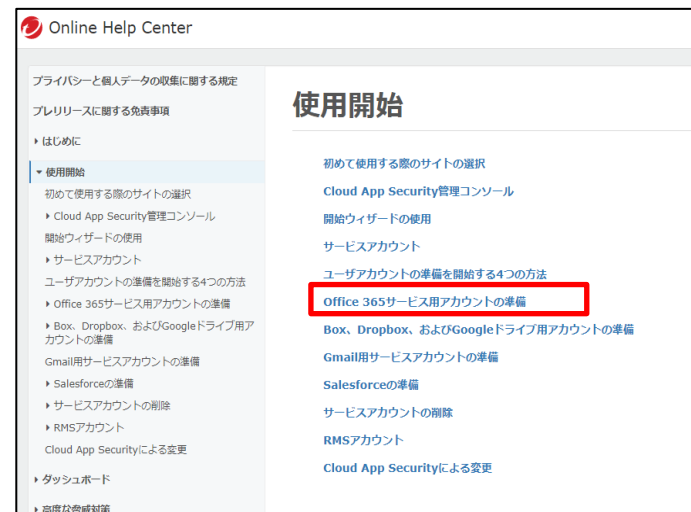 Online Help Center
プライバシーと個人データの収集に関する規定
プレリリースに関する免責事項
はじめに
使用開始
初めて使用する際のサイトの選択
Cloud App Security管理コンソール
開始ウィザードの使用
サービスアカウント
ユーザアカウントの準備を開始する4つの方法
Office 365サービス用アカウントの準備
Box、Dropbox、およびGoogleドライブ用ア
カウントの準備
Gmail用サービスアカウントの準備
Salesforceの準備
サービスアカウントの削除
RMSアカウント
Cloud App Securityによる変更
ダッシュボード
高度な脅威対策
使用開始
初めて使用する際のサイトの選択
Cloud App Security管理コンソール
開始ウィザードの使用
サービスアカウント
ユーザアカウントの準備を開始する4つの方法
Office 365サービス用アカウントの準備
Box、Dropbox、およびGoogleドライブ用アカウントの準備
Gmail用サービスアカウントの準備
Salesforceの準備
サービスアカウントの削除
RMSアカウント
Cloud App Securityによる変更